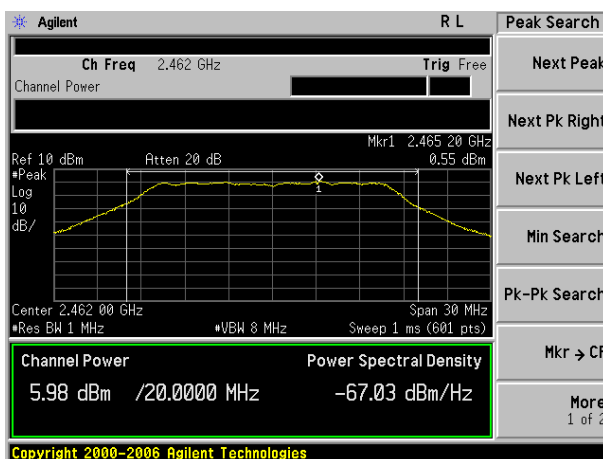 Agilent R L Peak Search
Ch Freq 2.462 GHz Trig Free
Channel Power
Next Peak
Next Pk Right
Mkr1 2.465 20 GHz
Ref 10 dBm Atten 20 dB 0.55 dBm
#Peak
Log
10
dB/
1
Next Pk Left
Min Search
Pk-Pk Search
Center 2.462 00 GHz Span 30 MHz
#Res BW 1 MHz #VBW 8 MHz Sweep 1 ms (601 pts)
Channel Power Power Spectral Density
5.98 dBm /20.0000 MHz -67.03 dBm/Hz
Mkr → CF
More
1 of 2
Copyright 2000-2006 Agilent Technologies